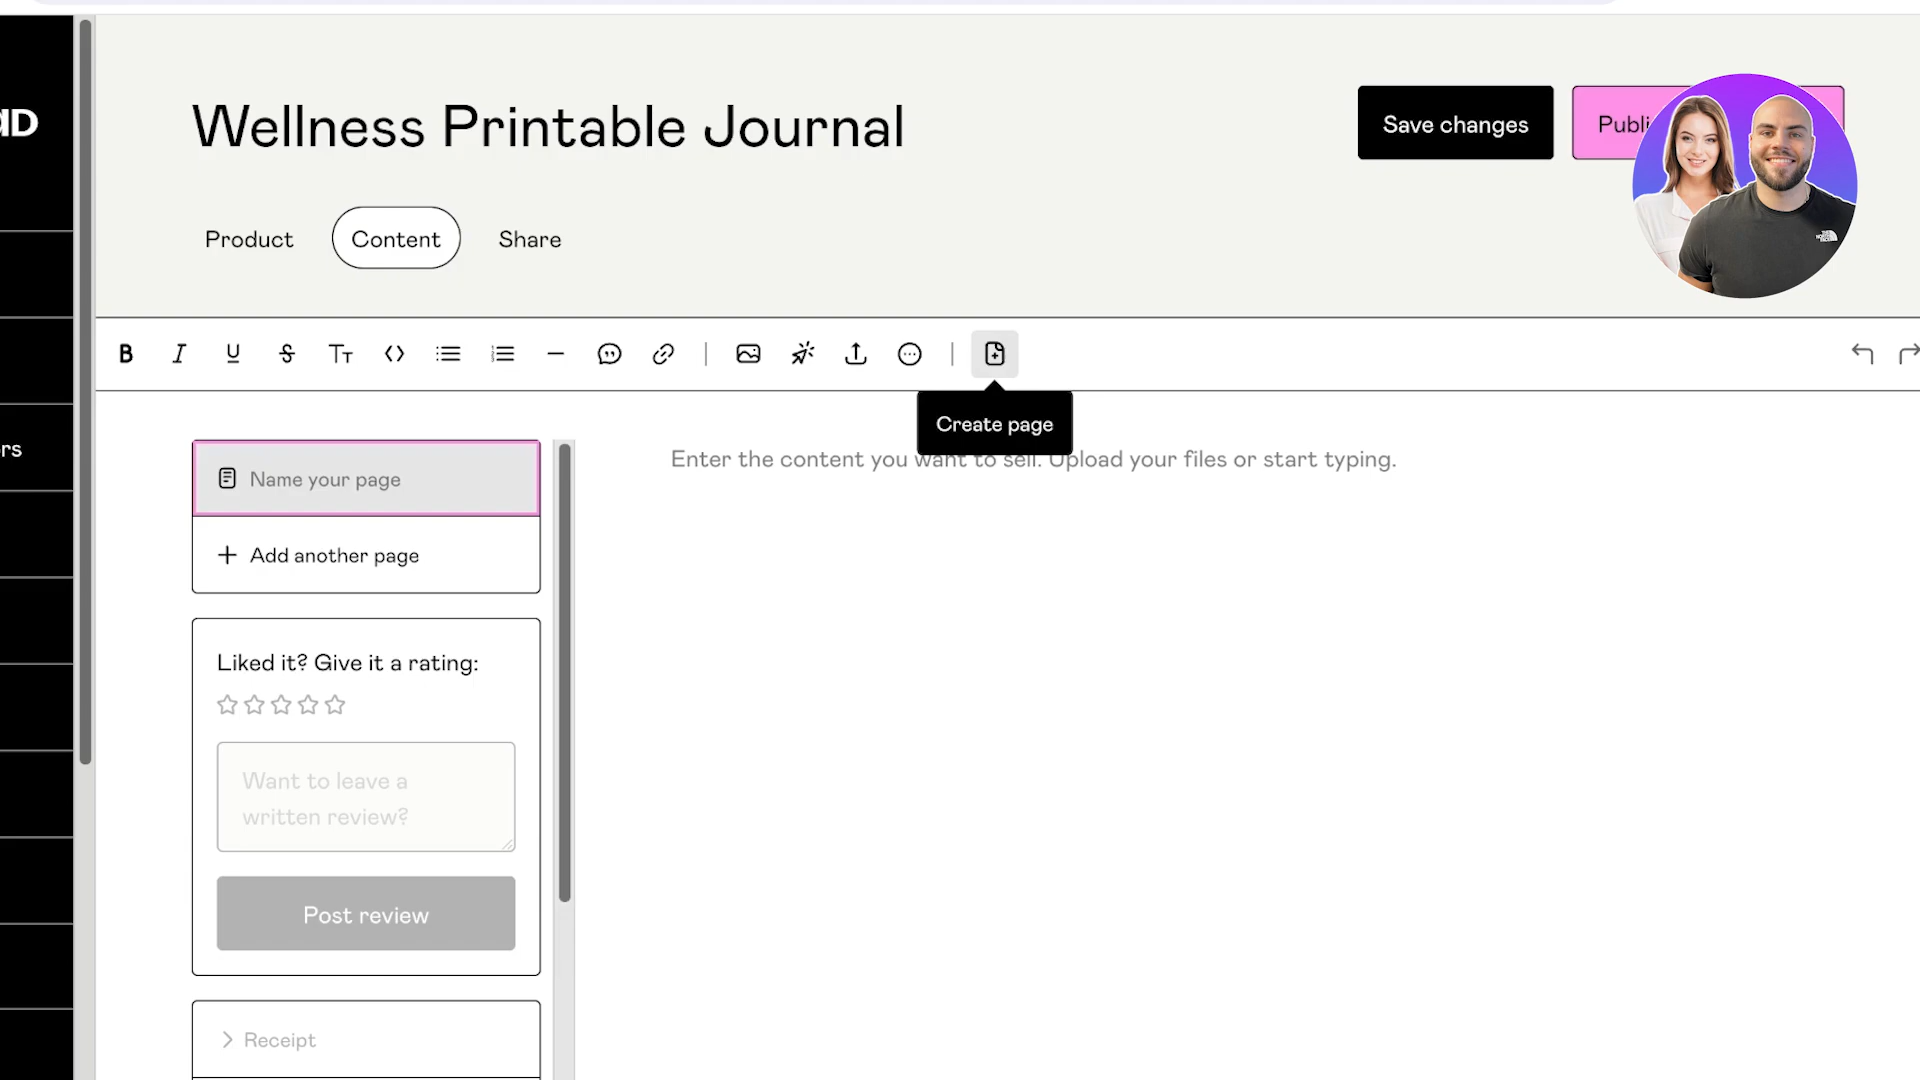 Wellness Printable Journal
Save changes
Product
Content
Share
B I U S TT
Create page
Enter the content you want to sell. Upload your files or start typing.
Name your page
+ Add another page
Liked it? Give it a rating:
Want to leave a
written review?
Post review
Receipt